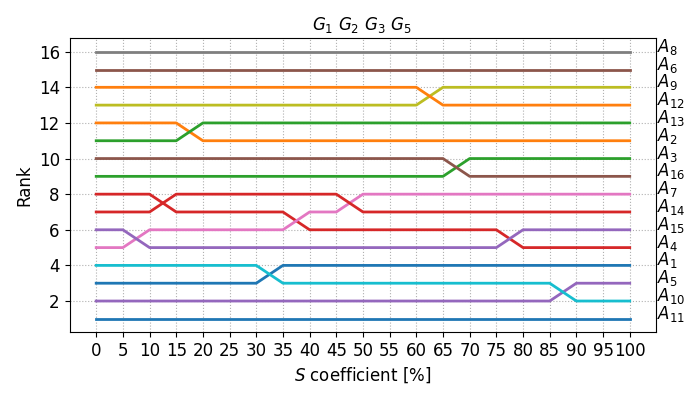 G₁ G₂ G₃ G₅
16
14
12
10
8
6
4
2
Rank
A₈
A₆
A₉
A₁₂
A₁₃
A₂
A₃
A₁₆
A₇
A₁₄
A₁₅
A₄
A₁
A₅
A₁₀
A₁₁
0 5 10 15 20 25 30 35 40 45 50 55 60 65 70 75 80 85 90 95 100
S coefficient [%]